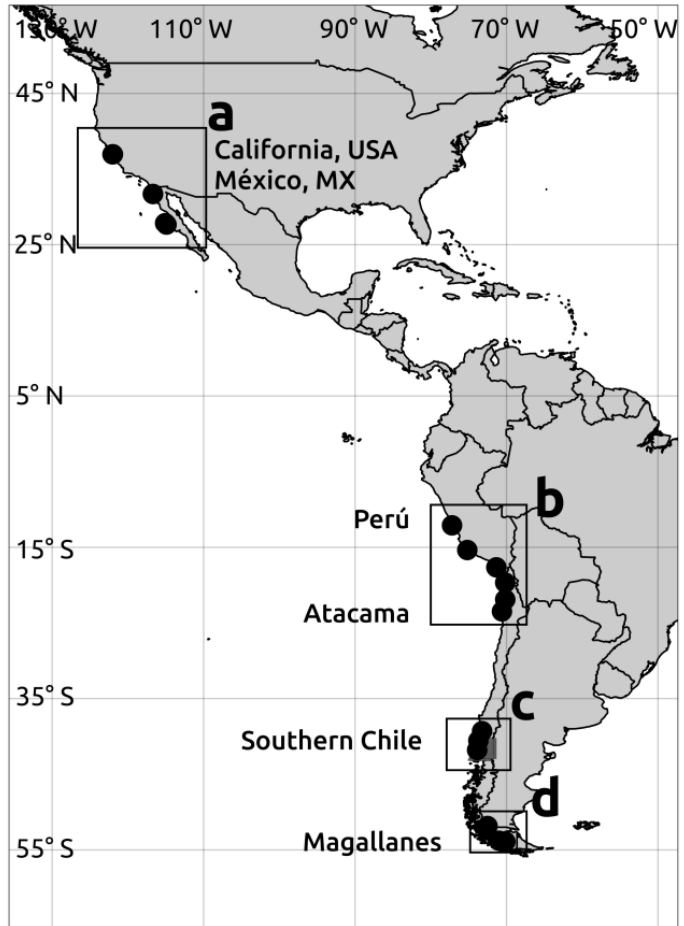 130°W 110°W 90°W 70°W 50°W
45° N
a
California, USA
México, MX
25° N
5° N
b
Perú
15° S
Atacama
35° S
c
Southern Chile
d
Magallanes
55° S